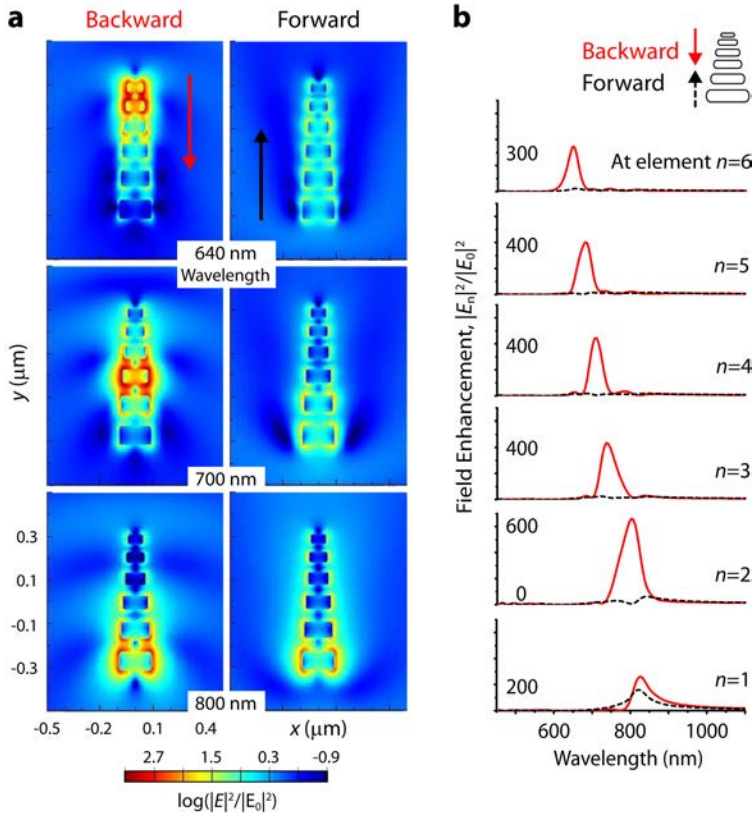 a
Backward
Forward
640 nm
Wavelength
700 nm
800 nm
y (μm)
0.3
0.1
-0.1
-0.3
-0.5
-0.2
0.1
0.4
x (μm)
2.7
1.5
0.3
-0.9
log(|E|²/|E₀|²)
b
Backward
Forward
300
At element n=6
400
n=5
400
n=4
400
n=3
600
0
n=2
200
n=1
Field Enhancement, |Eₙ|²/|E₀|²
600
800
1000
Wavelength (nm)